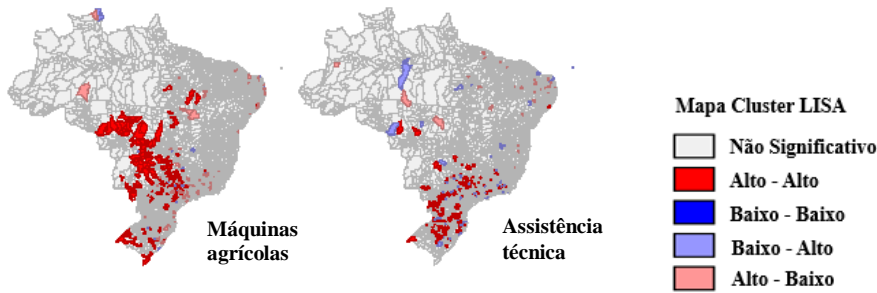 Máquinas
agrícolas
Assistência
técnica
Mapa Cluster LISA
Não Significativo
Alto - Alto
Baixo - Baixo
Baixo - Alto
Alto - Baixo